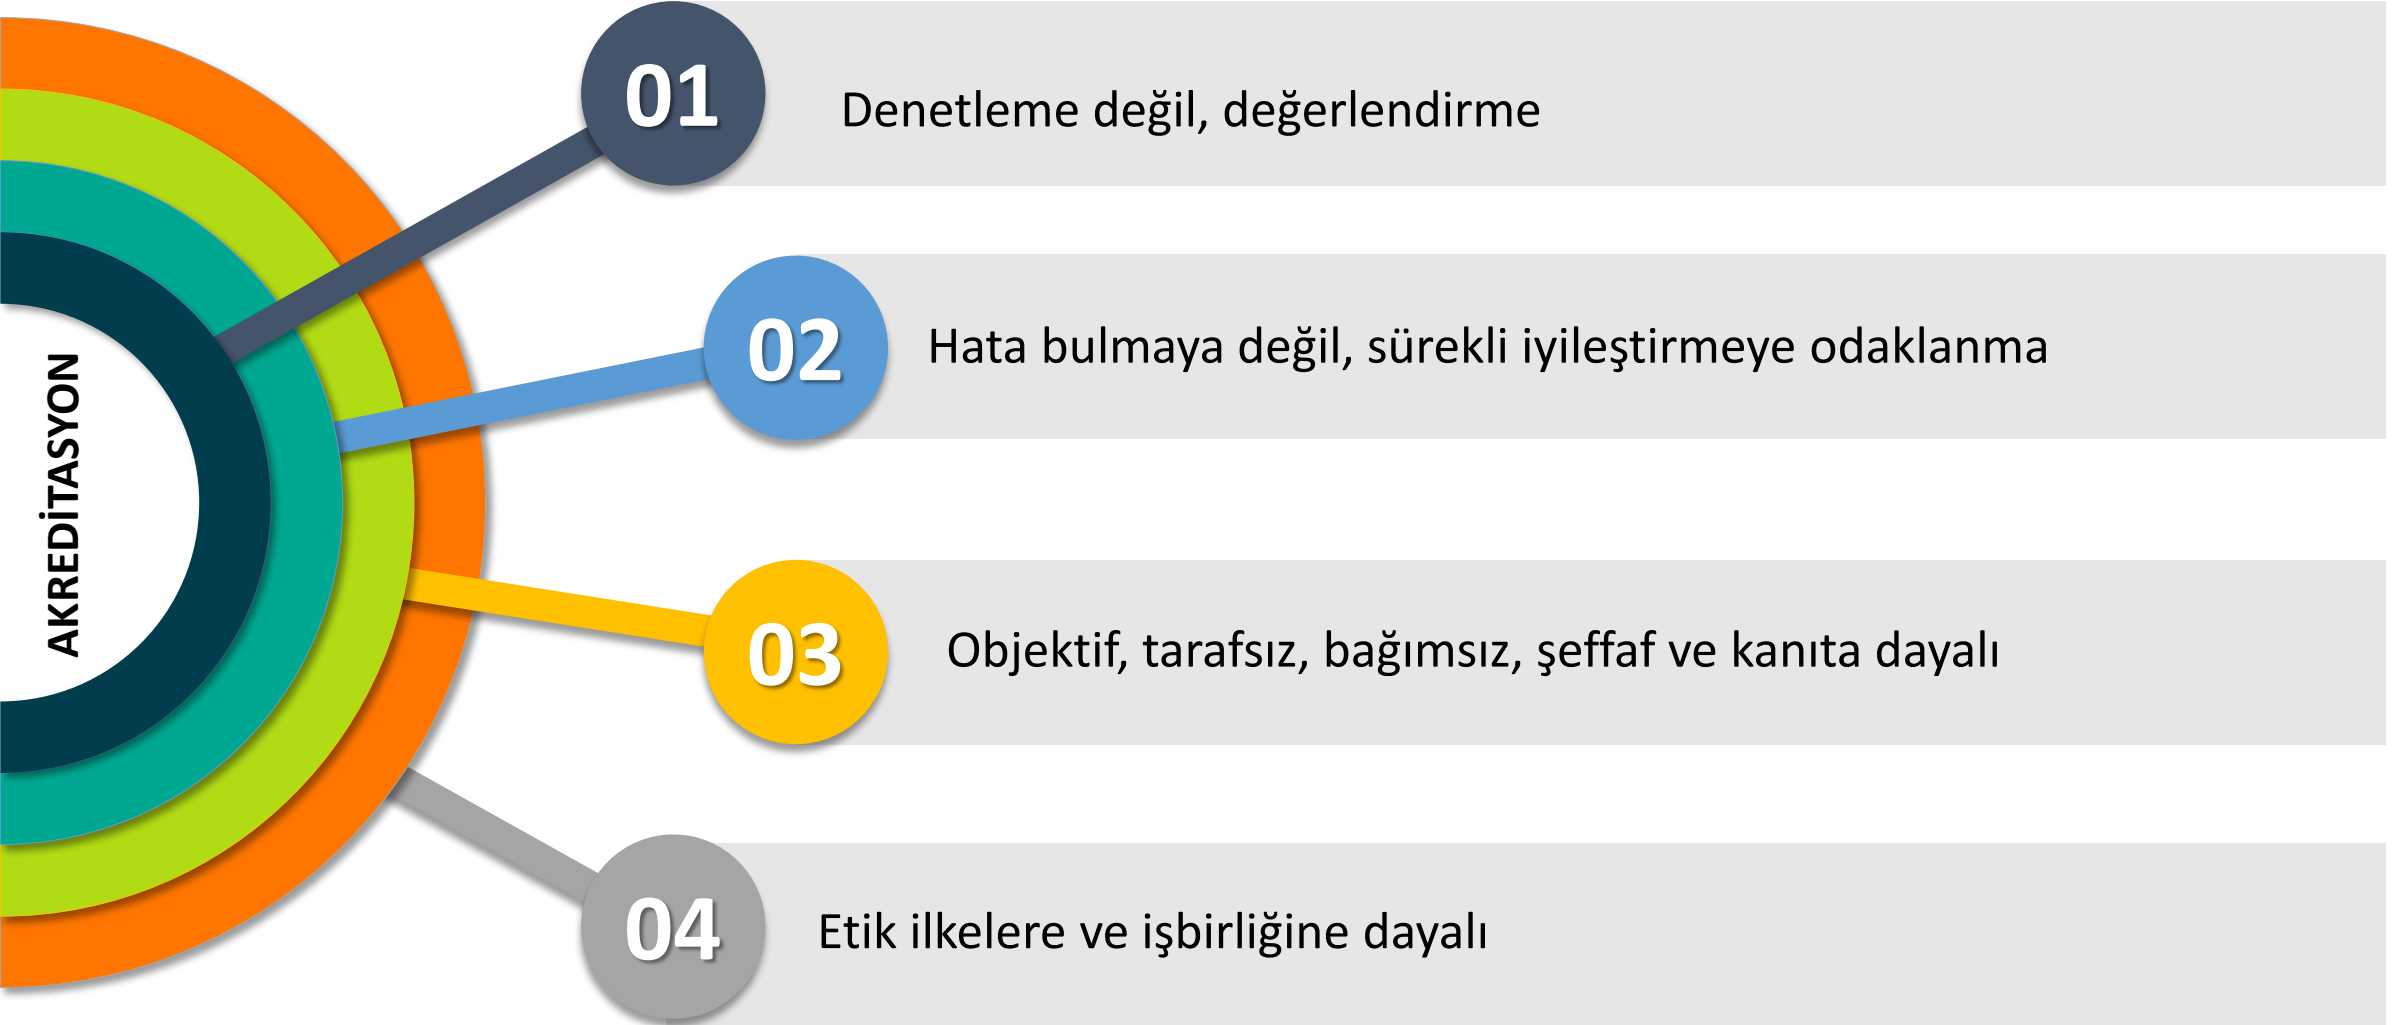 AKREDİTASYON
01
Denetleme değil, değerlendirme
02
Hata bulmaya değil, sürekli iyileştirmeye odaklanma
03
Objektif, tarafsız, bağımsız, şeffaf ve kanıta dayalı
04
Etik ilkelere ve işbirliğine dayalı